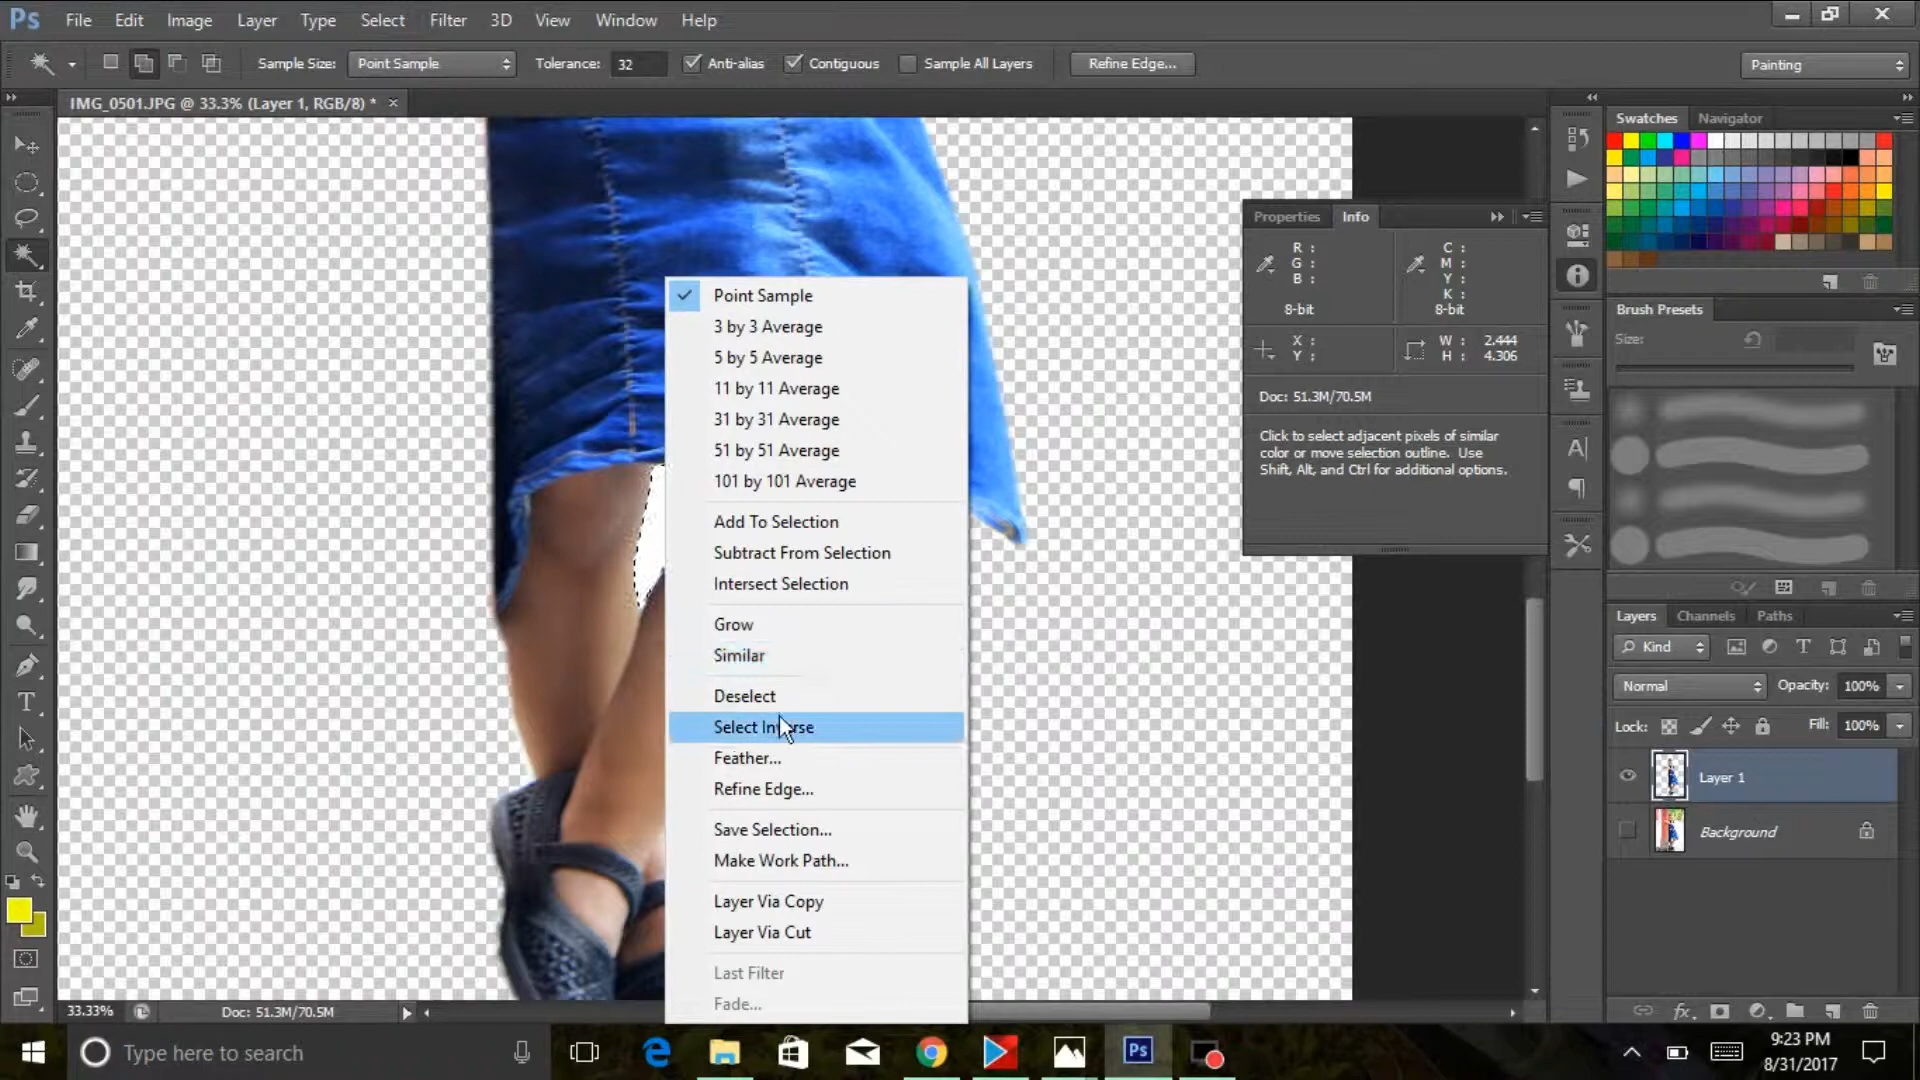 Ps File Edit Image Layer Type Select Filter 3D View Window Help
Sample Size: Point Sample Tolerance: 32 Anti-alias Contiguous Sample All Layers Refine Edge... Painting
IMG_0501.JPG @ 33.3% (Layer 1, RGB/8) * ×
Swatches Navigator
Properties Info
R :
G :
B :
8-bit
C :
M :
Y :
K :
8-bit
X :
Y :
W : 2.444
H : 4.306
Doc: 51.3M/70.5M
Click to select adjacent pixels of similar
color or move selection outline. Use
Shift, Alt, and Ctrl for additional options.
Brush Presets
Size:
Point Sample
3 by 3 Average
5 by 5 Average
11 by 11 Average
31 by 31 Average
51 by 51 Average
101 by 101 Average
Add To Selection
Subtract From Selection
Intersect Selection
Grow
Similar
Deselect
Select Inverse
Feather...
Refine Edge...
Save Selection...
Make Work Path...
Layer Via Copy
Layer Via Cut
Last Filter
Fade...
Layers Channels Paths
Kind
Normal Opacity: 100%
Lock: Fill: 100%
Layer 1
Background
33.33% Doc: 51.3M/70.5M
Type here to search
Ps
9:23 PM
8/31/2017